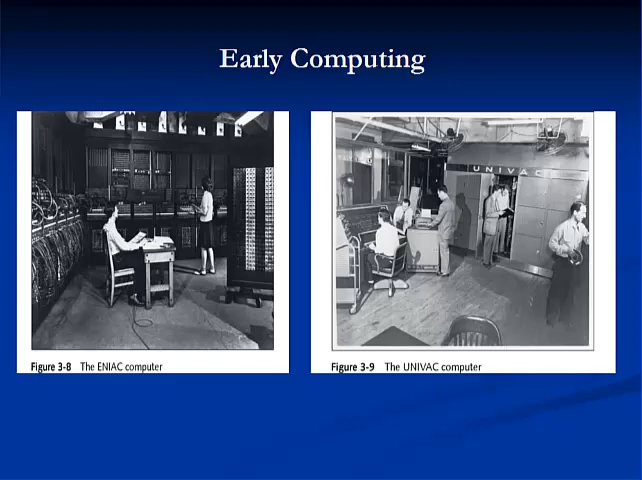 Early Computing
UNIVAC
Figure 3-8 The ENIAC computer
Figure 3-9 The UNIVAC computer